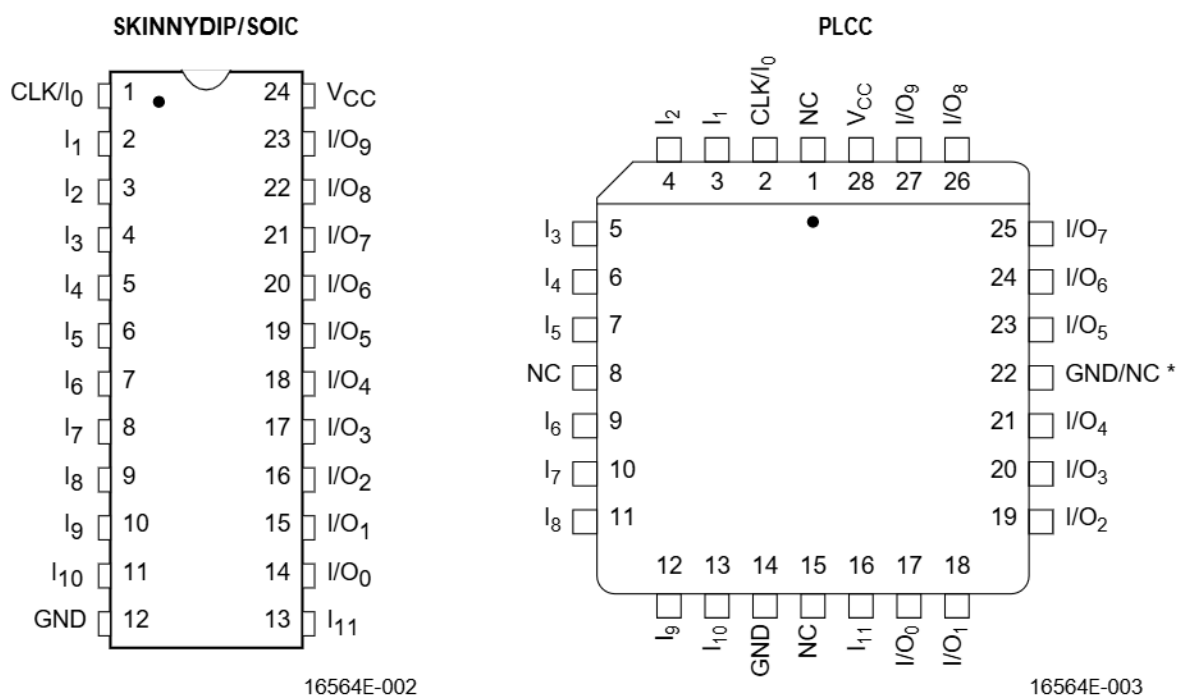 SKINNYDIP/SOIC
CLK/I0 1 24 VCC
I1 2 23 I/O9
I2 3 22 I/O8
I3 4 21 I/O7
I4 5 20 I/O6
I5 6 19 I/O5
I6 7 18 I/O4
I7 8 17 I/O3
I8 9 16 I/O2
I9 10 15 I/O1
I10 11 14 I/O0
GND 12 13 I11
16564E-002
PLCC
I2 I1 CLK/I0 NC VCC I/O9 I/O8
4 3 2 1 28 27 26
I3 5 25 I/O7
I4 6 24 I/O6
I5 7 23 I/O5
NC 8 22 GND/NC *
I6 9 21 I/O4
I7 10 20 I/O3
I8 11 19 I/O2
12 13 14 15 16 17 18
I9 I10 GND NC I11 I/O0 I/O1
16564E-003